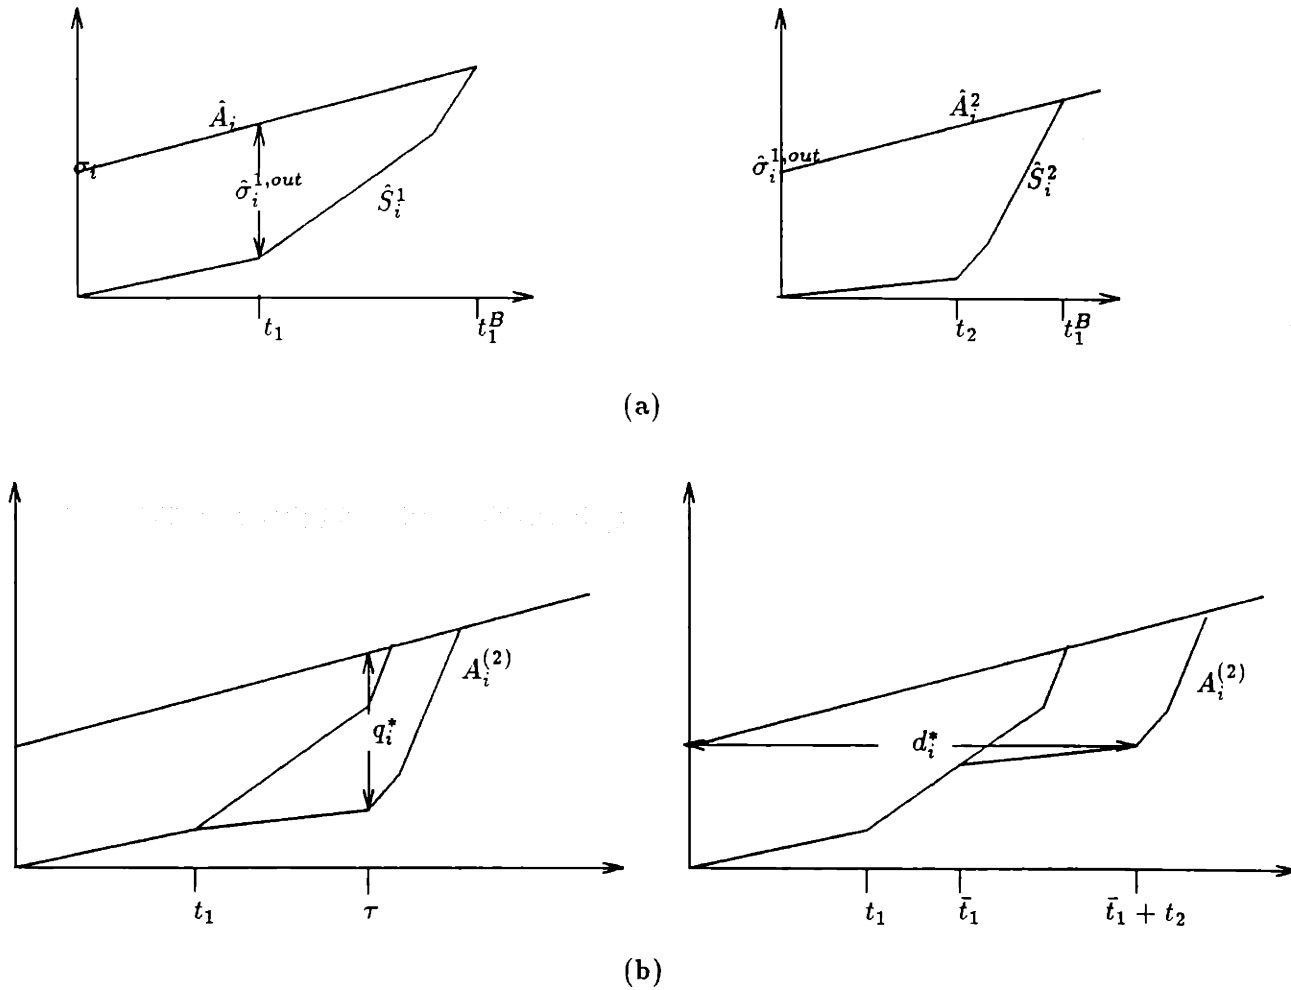 Â_i
σ_i
σ̂_i^{1,out}
Ŝ_i^1
t_1
t_1^B
Â_i^2
σ̂_i^{1,out}
Ŝ_i^2
t_2
t_1^B
(a)
A_i^{(2)}
q_i^*
t_1
τ
A_i^{(2)}
d_i^*
t_1
t̄_1
t̄_1 + t_2
(b)